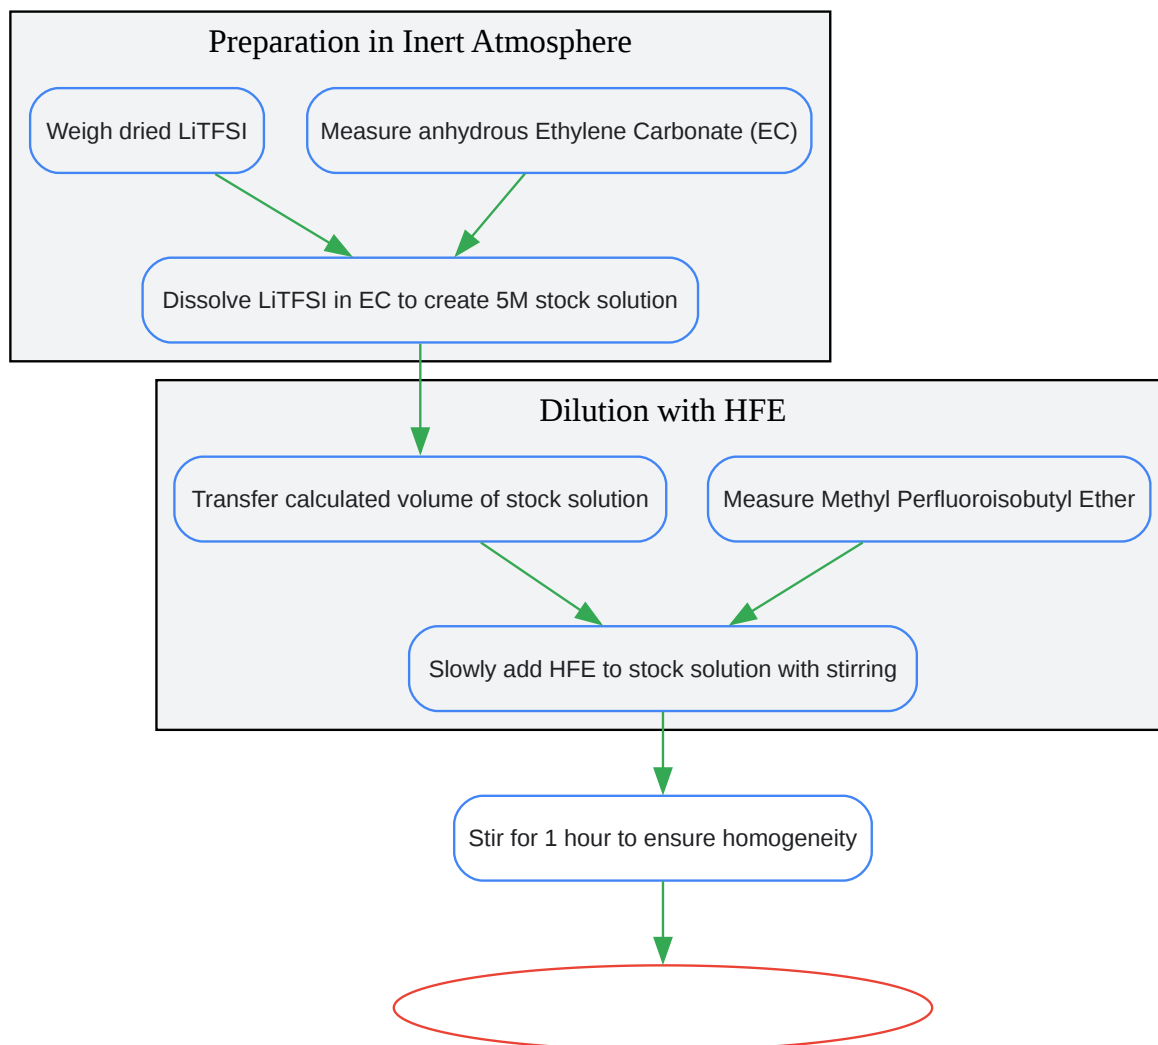 Preparation in Inert Atmosphere
Weigh dried LiTFSI
Measure anhydrous Ethylene Carbonate (EC)
Dissolve LiTFSI in EC to create 5M stock solution
Dilution with HFE
Transfer calculated volume of stock solution
Measure Methyl Perfluoroisobutyl Ether
Slowly add HFE to stock solution with stirring
Stir for 1 hour to ensure homogeneity